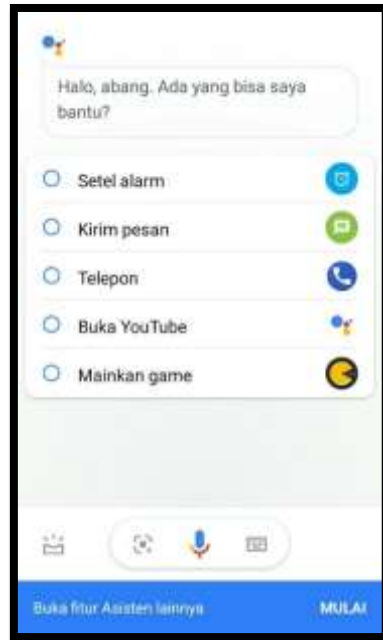 Halo, abang. Ada yang bisa saya
bantu?
Setel alarm
Kirim pesan
Telepon
Buka YouTube
Mainkan game
Buka fitur Asisten lainnya
MULAI